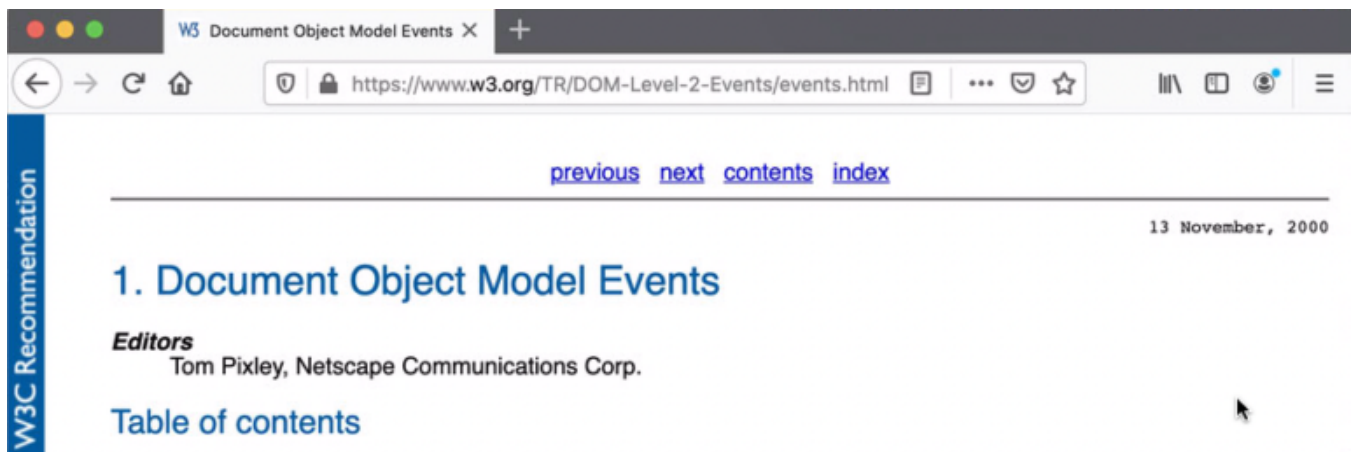 W3 Document Object Model Events
https://www.w3.org/TR/DOM-Level-2-Events/events.html
W3C Recommendation
previous next contents index
13 November, 2000
1. Document Object Model Events
Editors
Tom Pixley, Netscape Communications Corp.
Table of contents